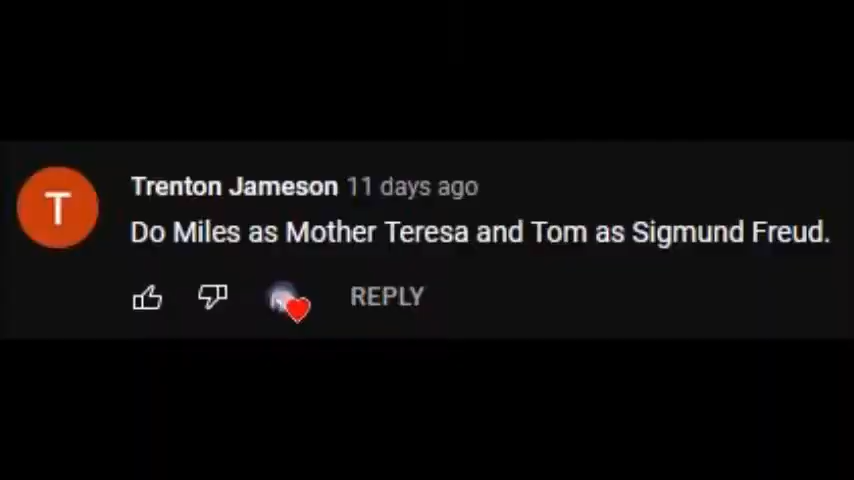 T
Trenton Jameson 11 days ago
Do Miles as Mother Teresa and Tom as Sigmund Freud.
REPLY